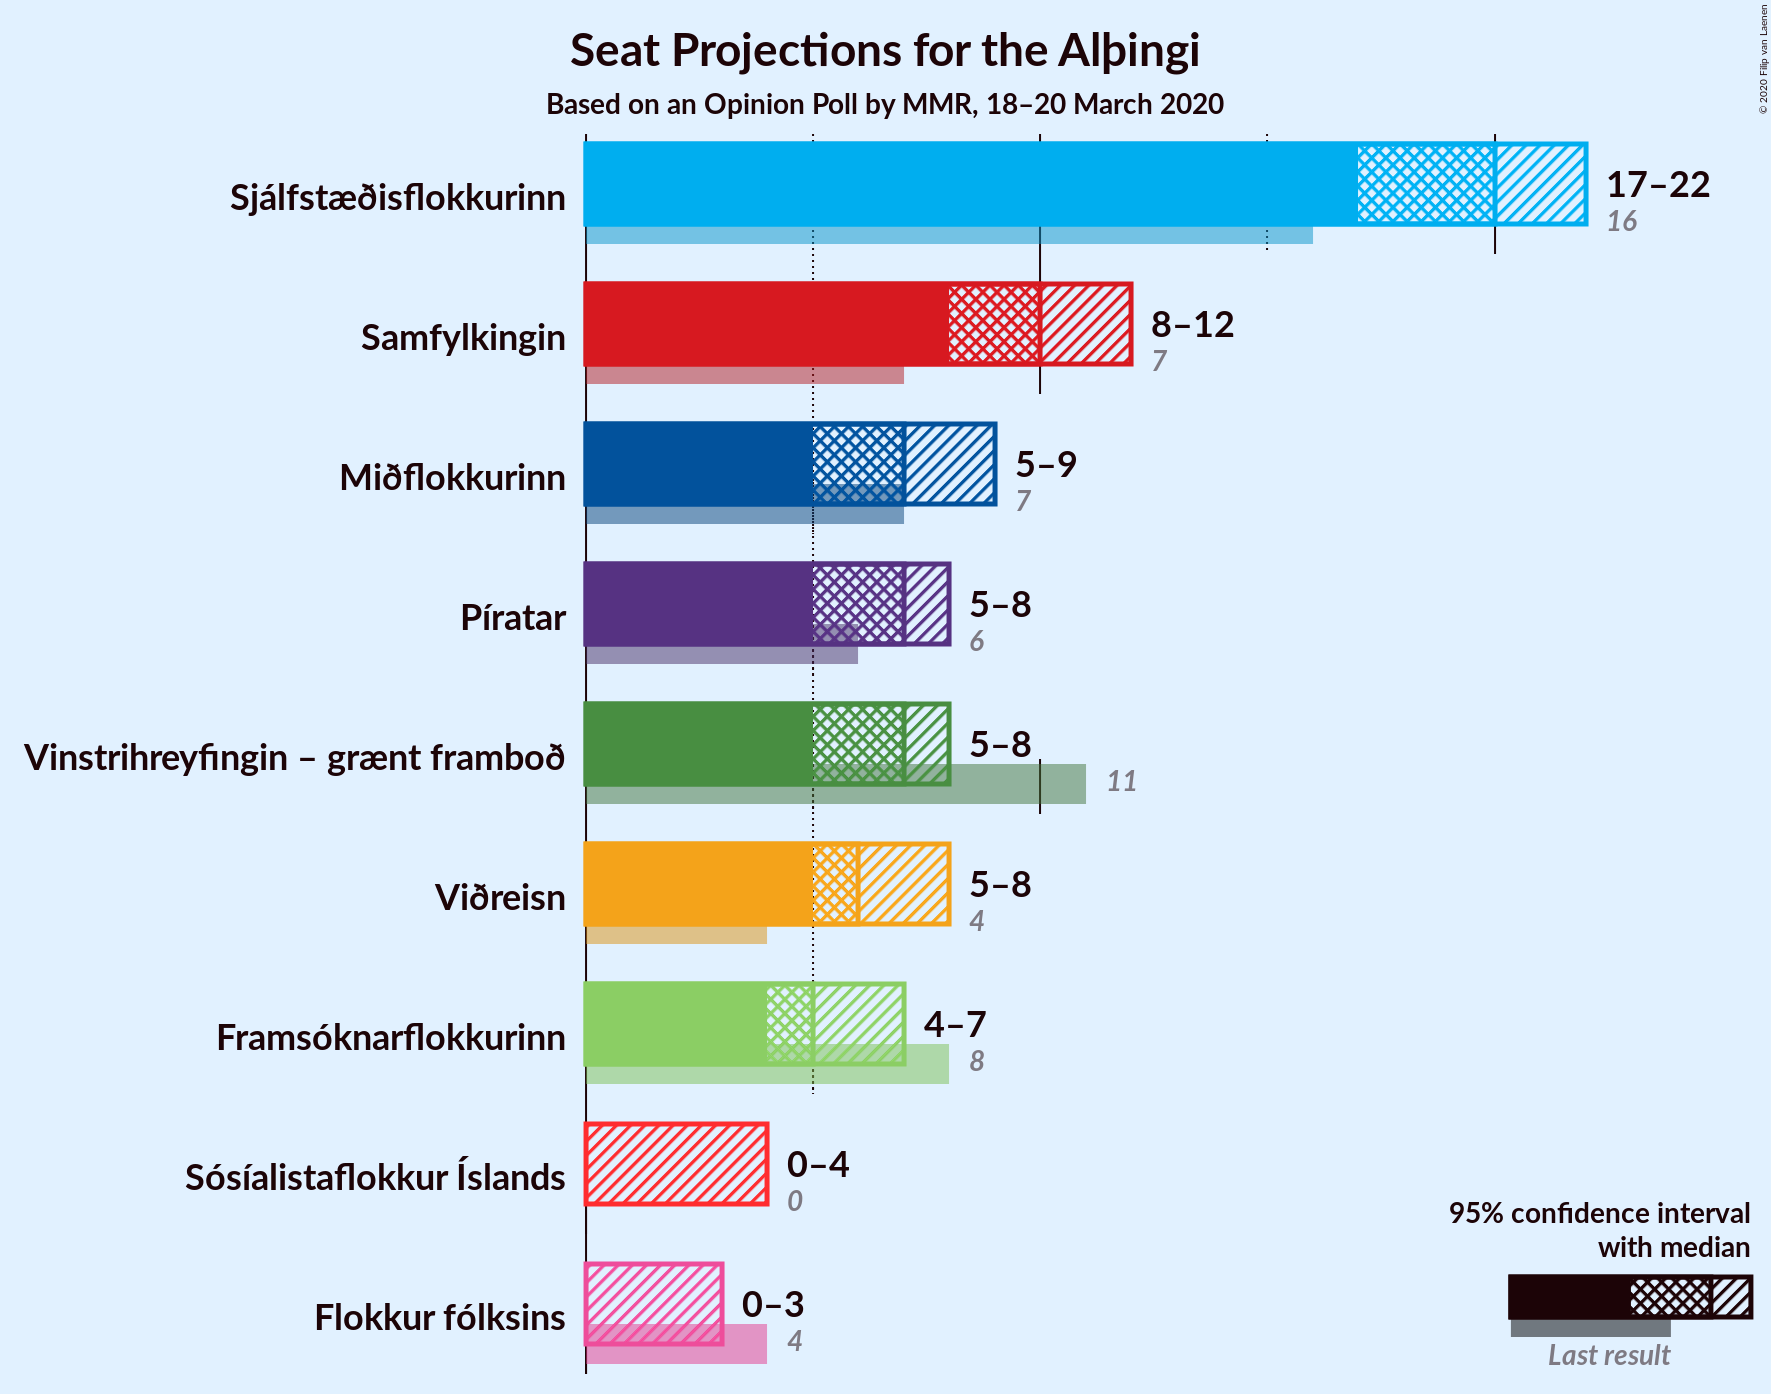 Seat Projections for the Alþingi
Based on an Opinion Poll by MMR, 18–20 March 2020
© 2020 Filip van Laenen
Sjálfstæðisflokkurinn
17–22
16
Samfylkingin
8–12
7
Miðflokkurinn
5–9
7
Píratar
5–8
6
Vinstrihreyfingin – grænt framboð
5–8
11
Viðreisn
5–8
4
Framsóknarflokkurinn
4–7
8
Sósíalistaflokkur Íslands
0–4
0
Flokkur fólksins
0–3
4
95% confidence interval
with median
Last result